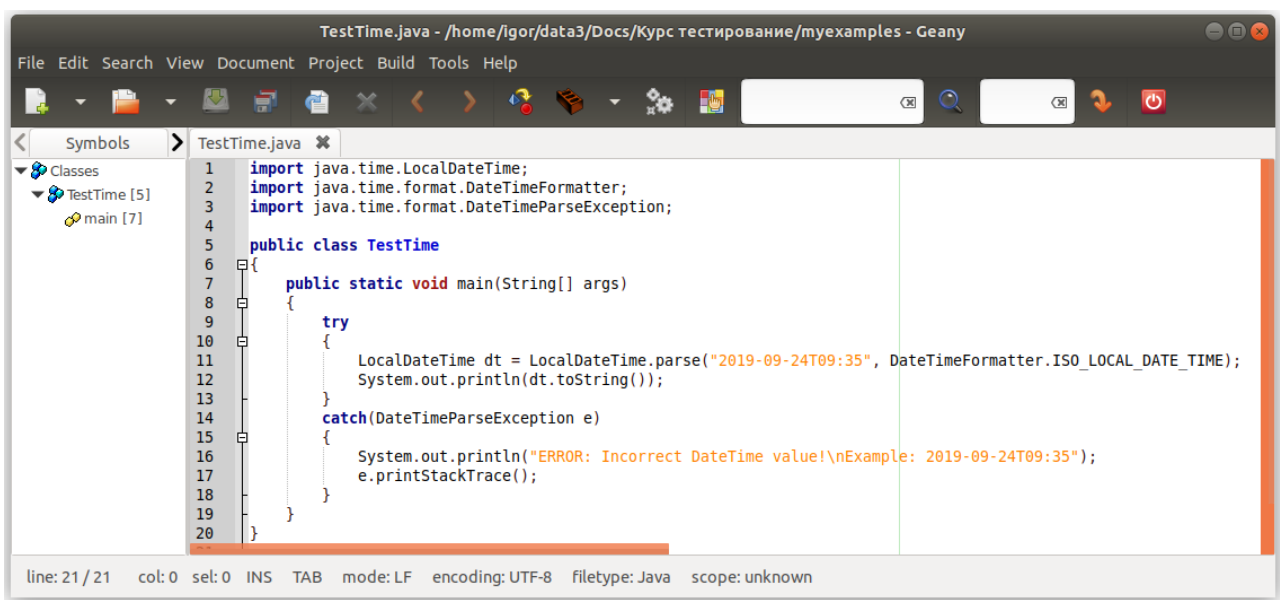 TestTime.java - /home/igor/data3/Docs/Курс тестирование/myexamples - Geany
File Edit Search View Document Project Build Tools Help
Symbols TestTime.java
Classes
TestTime [5]
main [7]
1 import java.time.LocalDateTime;
2 import java.time.format.DateTimeFormatter;
3 import java.time.format.DateTimeParseException;
4
5 public class TestTime
6 {
7 public static void main(String[] args)
8 {
9 try
10 {
11 LocalDateTime dt = LocalDateTime.parse("2019-09-24T09:35", DateTimeFormatter.ISO_LOCAL_DATE_TIME);
12 System.out.println(dt.toString());
13 }
14 catch(DateTimeParseException e)
15 {
16 System.out.println("ERROR: Incorrect DateTime value!\nExample: 2019-09-24T09:35");
17 e.printStackTrace();
18 }
19 }
20 }
line: 21 / 21 col: 0 sel: 0 INS TAB mode: LF encoding: UTF-8 filetype: Java scope: unknown